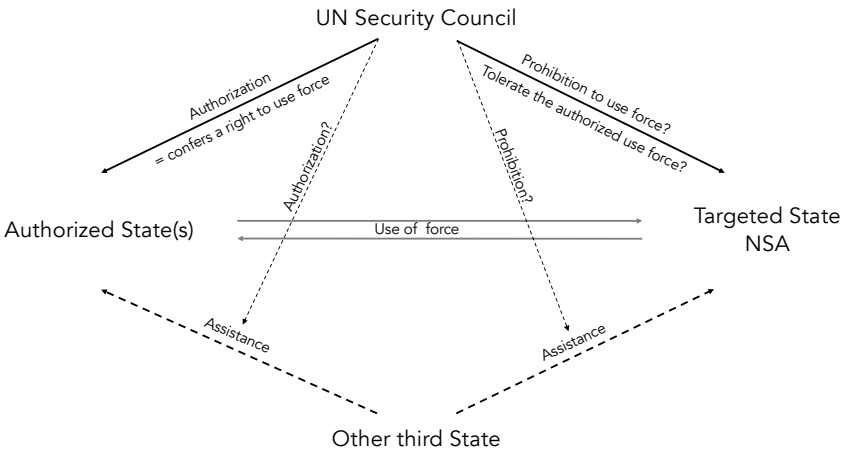 UN Security Council
Authorization
= confers a right to use force
Prohibition to use force?
Tolerate the authorized use force?
Authorization?
Prohibition?
Authorized State(s)
Use of force
Targeted State
NSA
Assistance
Assistance
Other third State